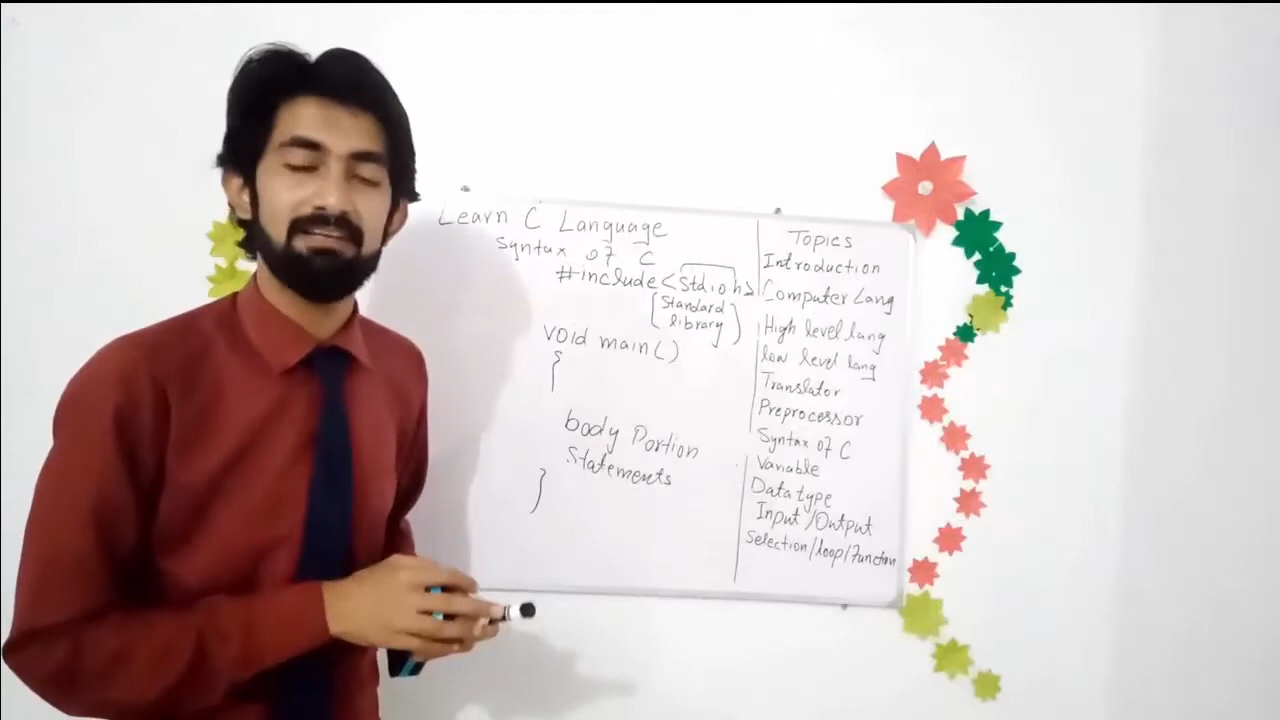 Learn C Language
Syntax of C
#include<stdioh>
(Standard
library)
void main()
{
body Portion
Statements
}
Topics
Introduction
Computer Lang
High level lang
low level lang
Translator
Preprocessor
Syntax of C
Variable
Data type
Input/Output
Selection/loop/Function